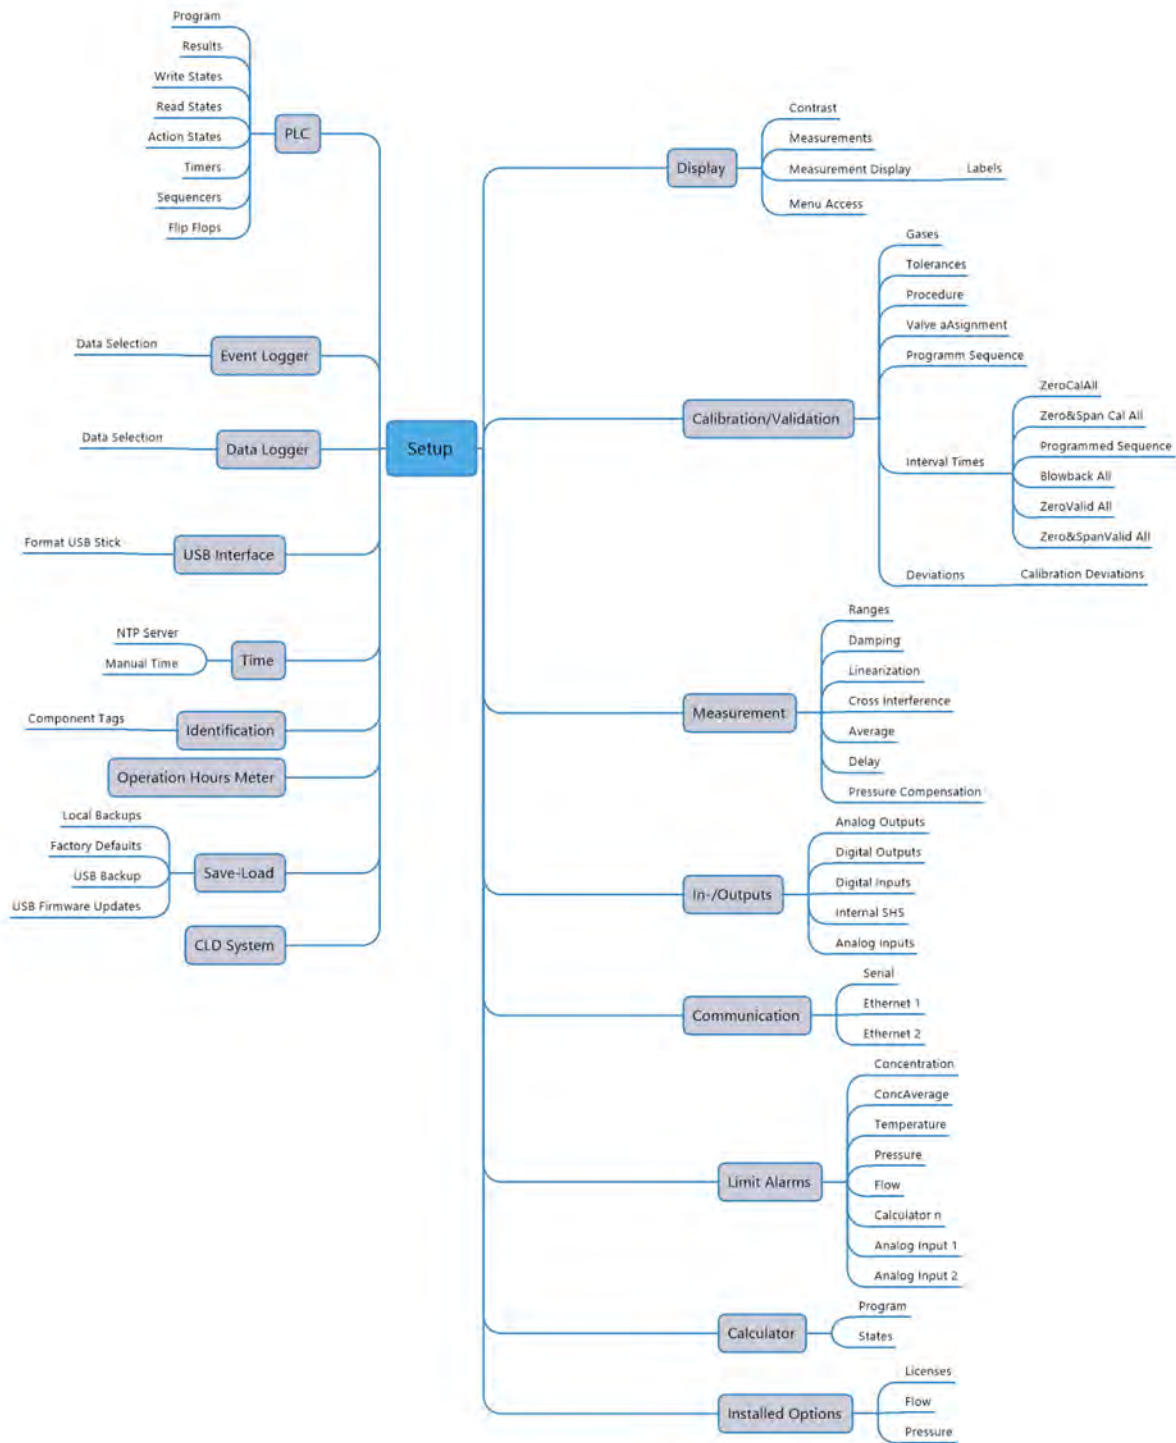 Program
Results
Write States
Read States
Action States
Timers
Sequencers
Flip Flops
PLC
Data Selection
Event Logger
Data Selection
Data Logger
Format USB Stick
USB Interface
NTP Server
Manual Time
Time
Component Tags
Identification
Operation Hours Meter
Local Backups
Factory Defaults
USB Backup
USB Firmware Updates
Save-Load
CLD System
Setup
Display
Contrast
Measurements
Measurement Display
Labels
Menu Access
Calibration/Validation
Gases
Tolerances
Procedure
Valve aAsignment
Programm Sequence
Interval Times
ZeroCalAll
Zero&Span Cal All
Programmed Sequence
Blowback All
ZeroValid All
Zero&SpanValid All
Deviations
Calibration Deviations
Measurement
Ranges
Damping
Linearization
Cross Interference
Average
Delay
Pressure Compensation
In-/Outputs
Analog Outputs
Digital Outputs
Digital Inputs
Internal SHS
Analog Inputs
Communication
Serial
Ethernet 1
Ethernet 2
Limit Alarms
Concentration
ConcAverage
Temperature
Pressure
Flow
Calculator n
Analog Input 1
Analog Input 2
Calculator
Program
States
Installed Options
Licenses
Flow
Pressure